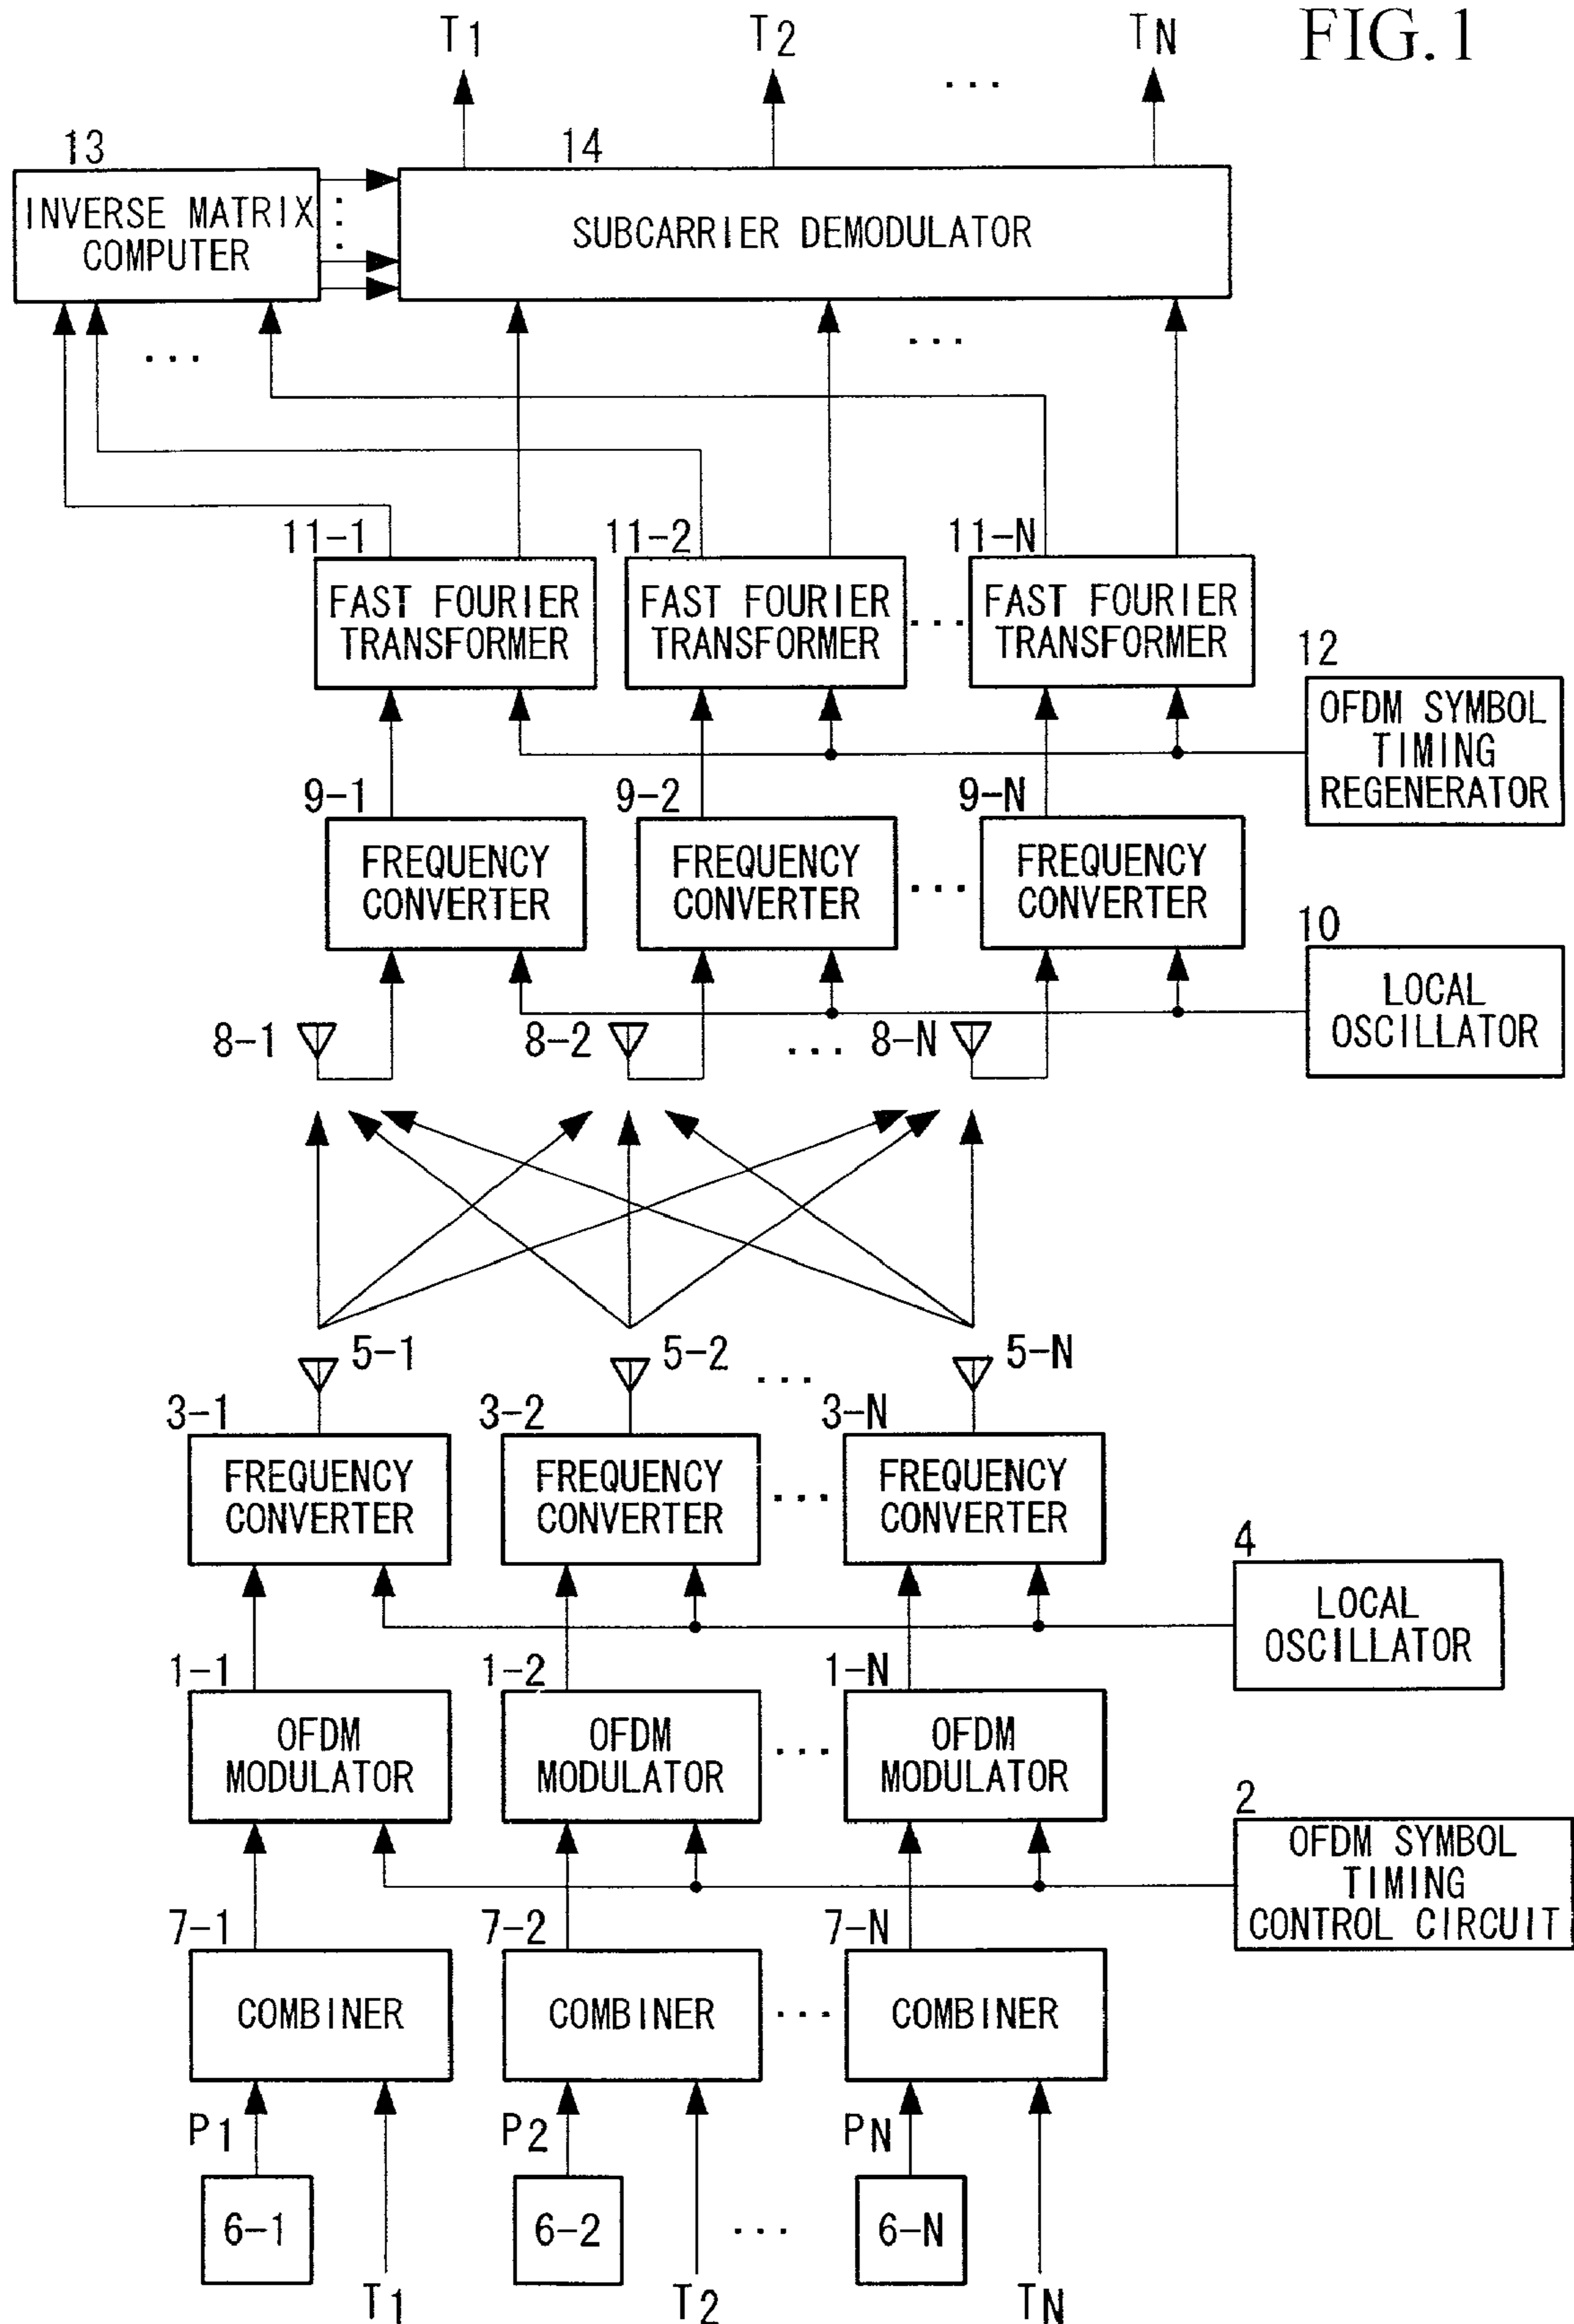 FIG. 1
T1 T2 ... TN
13 14
INVERSE MATRIX
COMPUTER
SUBCARRIER DEMODULATOR
...
...
11-1 11-2 11-N
FAST FOURIER
TRANSFORMER
FAST FOURIER
TRANSFORMER
...
FAST FOURIER
TRANSFORMER
12
OFDM SYMBOL
TIMING
REGENERATOR
9-1 9-2 9-N
FREQUENCY
CONVERTER
FREQUENCY
CONVERTER
...
FREQUENCY
CONVERTER
10
LOCAL
OSCILLATOR
8-1 8-2 ... 8-N
5-1 5-2 ... 5-N
3-1 3-2 3-N
FREQUENCY
CONVERTER
FREQUENCY
CONVERTER
...
FREQUENCY
CONVERTER
4
LOCAL
OSCILLATOR
1-1 1-2 1-N
OFDM
MODULATOR
OFDM
MODULATOR
...
OFDM
MODULATOR
2
OFDM SYMBOL
TIMING
CONTROL CIRCUIT
7-1 7-2 7-N
COMBINER COMBINER ... COMBINER
P1 P2 PN
6-1 6-2 ... 6-N
T1 T2 TN